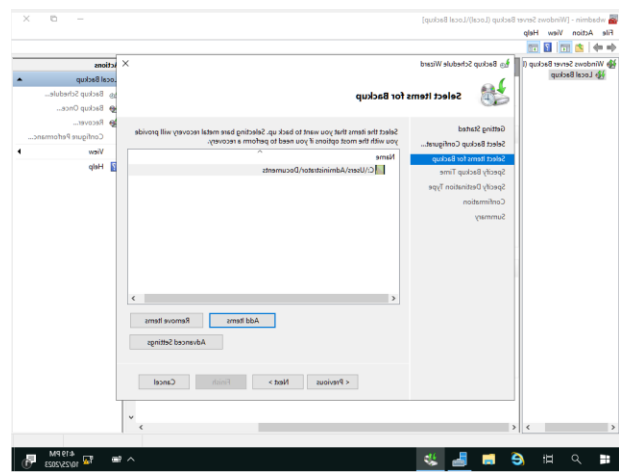 wbadmin - [Windows Server Backup (Local)\Local Backup]
File Action View Help
Windows Server Backup (L
Local Backup
Backup Schedule Wizard
Select Items for Backup
Getting Started
Select Backup Configurat...
Select Items for Backup
Specify Backup Time
Specify Destination Type
Confirmation
Summary
Select the items that you want to back up. Selecting bare metal recovery will provide
you with the most options if you need to perform a recovery.
Name
C:\Users\Administrator\Documents
Add Items
Remove Items
Advanced Settings
< Previous
Next >
Finish
Cancel
Actions
Local Backup
Backup Schedule...
Backup Once...
Recover...
Configure Performanc...
View
Help
4:19 PM
10/25/2023